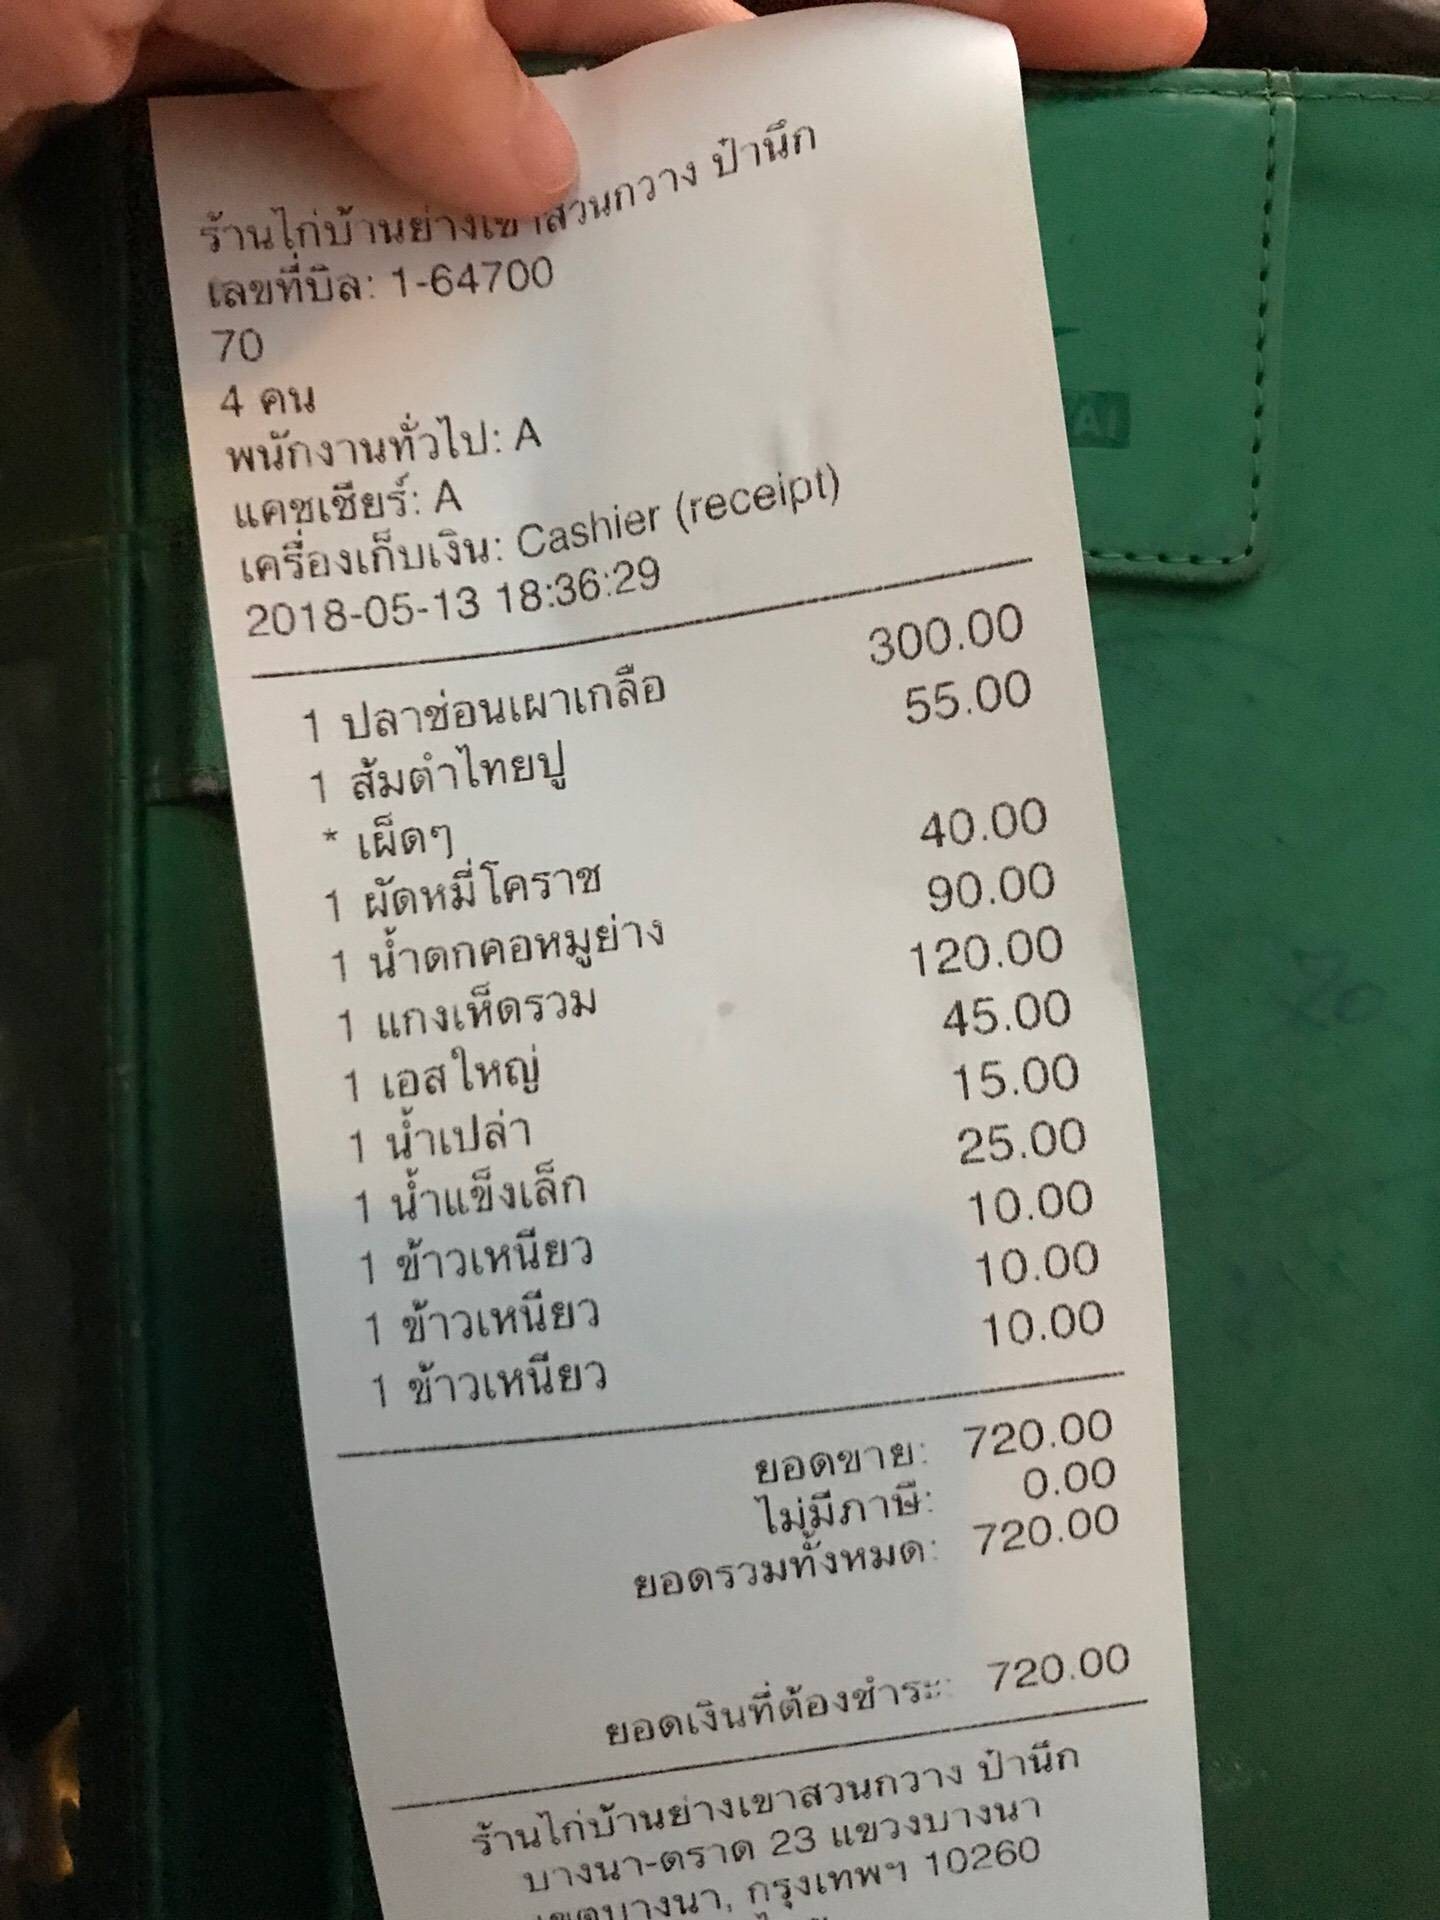 ร้านไก่บ้านย่างเขาสวนกวาง ป๋านึก
เลขที่บิล: 1-64700
70
4 คน
พนักงานทั่วไป: A
แคชเชียร์: A
เครื่องเก็บเงิน: Cashier (receipt)
2018-05-13 18:36:29
1 ปลาช่อนเผาเกลือ 300.00
1 ส้มตำไทยปู 55.00
* เผ็ดๆ
1 ผัดหมี่โคราช 40.00
1 น้ำตกคอหมูย่าง 90.00
1 แกงเห็ดรวม 120.00
1 เอสใหญ่ 45.00
1 น้ำเปล่า 15.00
1 น้ำแข็งเล็ก 25.00
1 ข้าวเหนียว 10.00
1 ข้าวเหนียว 10.00
1 ข้าวเหนียว 10.00
ยอดขาย: 720.00
ไม่มีภาษี: 0.00
ยอดรวมทั้งหมด: 720.00
ยอดเงินที่ต้องชำระ: 720.00
ร้านไก่บ้านย่างเขาสวนกวาง ป๋านึก
บางนา-ตราด 23 แขวงบางนา
เขตบางนา, กรุงเทพฯ 10260